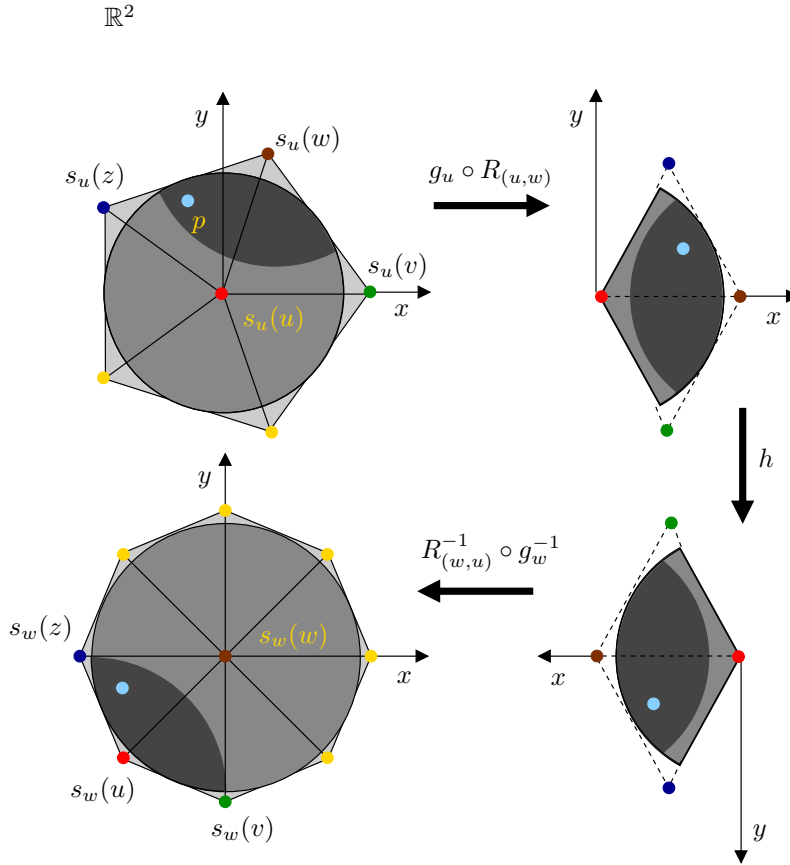 ℝ²
y
s_u(w)
s_u(z)
p
s_u(v)
s_u(u)
x
g_u ∘ R_{(u,w)}
y
x
h
y
R^{-1}_{(w,u)} ∘ g_w^{-1}
s_w(z)
s_w(w)
x
s_w(u)
s_w(v)
x
y